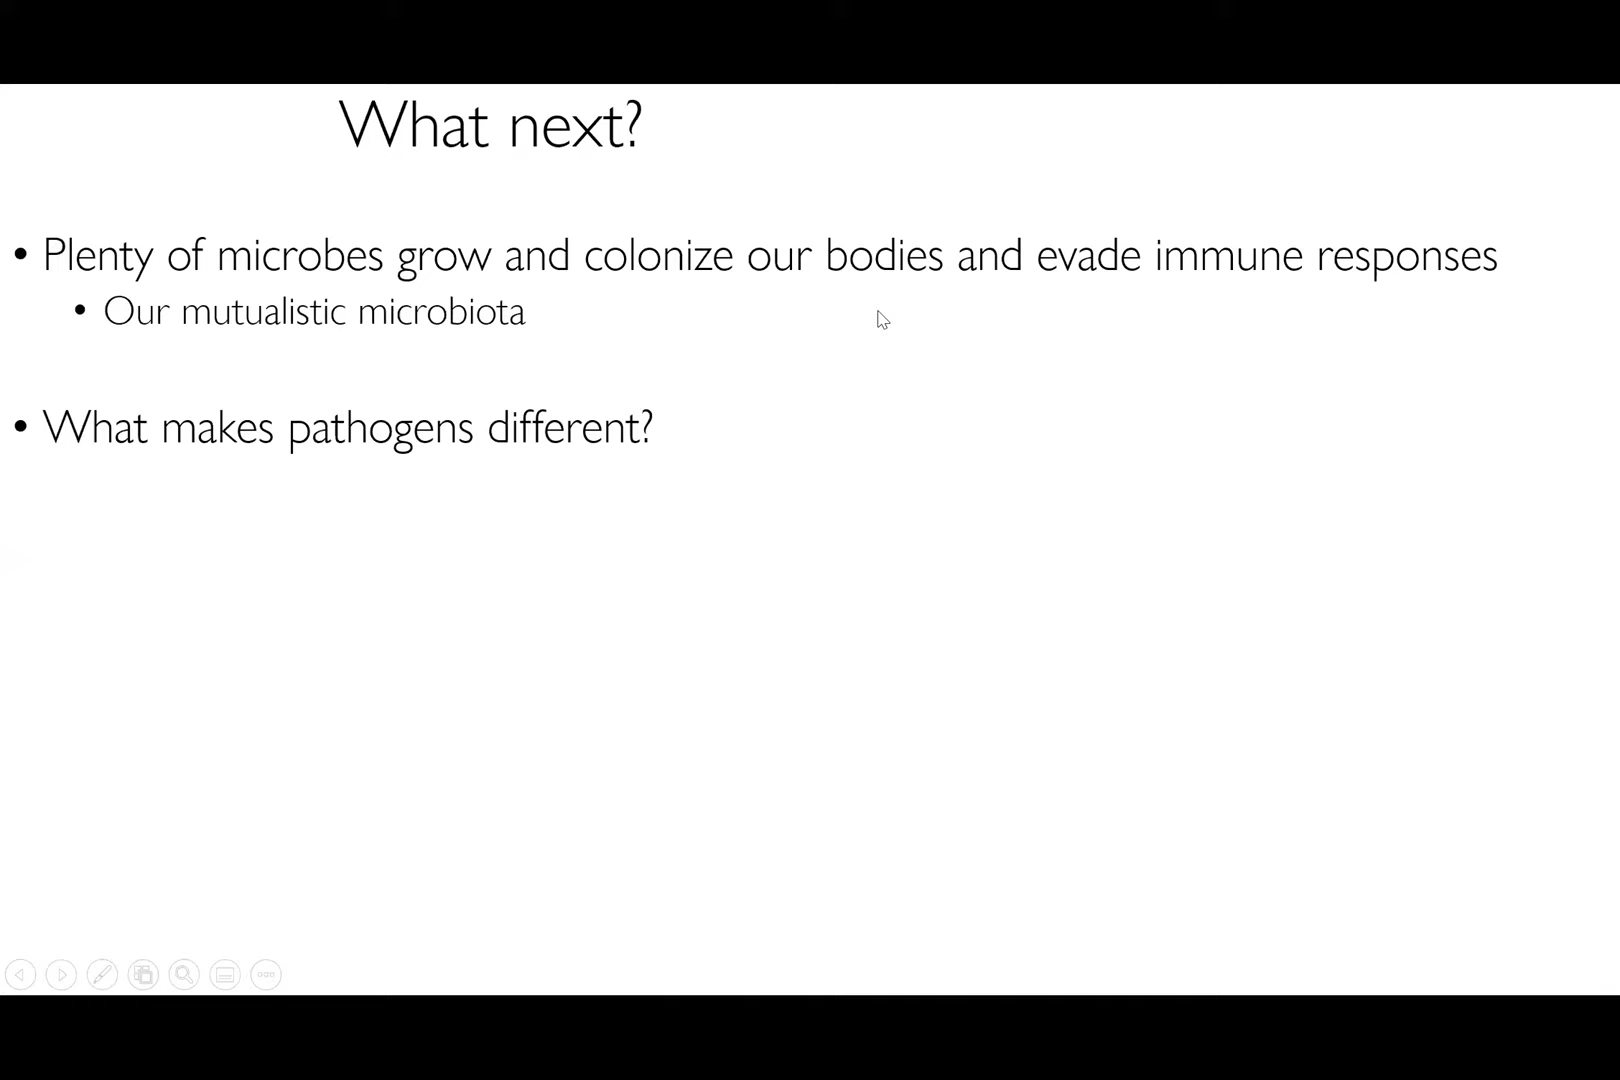 What next?
• Plenty of microbes grow and colonize our bodies and evade immune responses
• Our mutualistic microbiota
• What makes pathogens different?